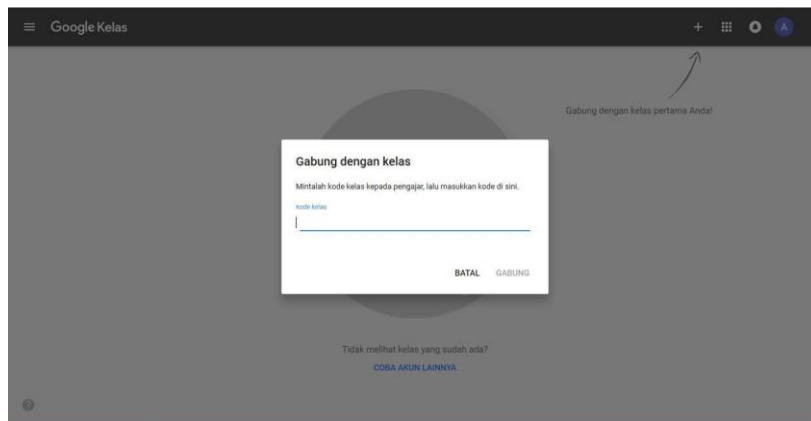 Google Kelas
A
Gabung dengan kelas pertama Anda!
Gabung dengan kelas
Mintalah kode kelas kepada pengajar, lalu masukkan kode di sini.
Kode kelas
BATAL GABUNG
Tidak melihat kelas yang sudah ada?
COBA AKUN LAINNYA
?